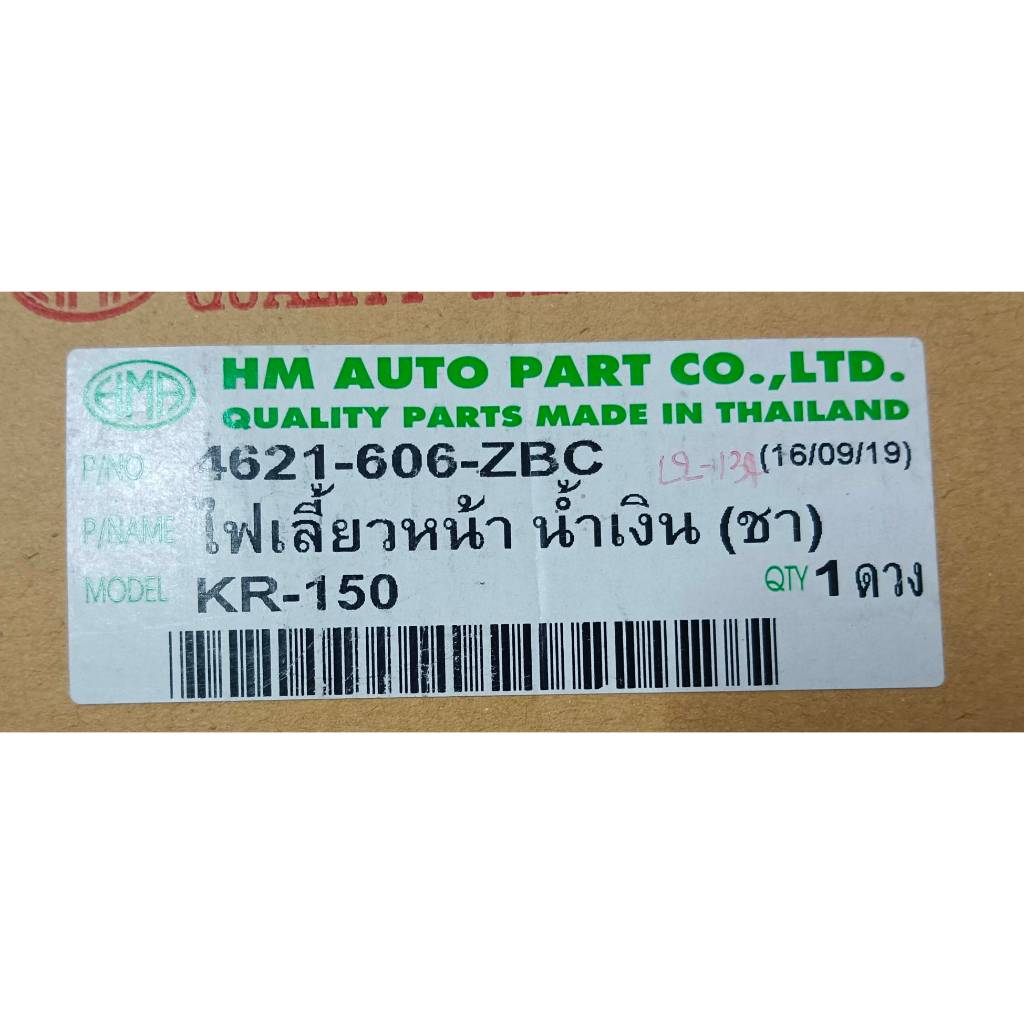 HMA
HM AUTO PART CO.,LTD.
QUALITY PARTS MADE IN THAILAND
P/NO 4621-606-ZBC (16/09/19)
P/NAME ไฟเลี้ยวหน้า น้ำเงิน (ชา)
MODEL KR-150 QTY 1 ดวง